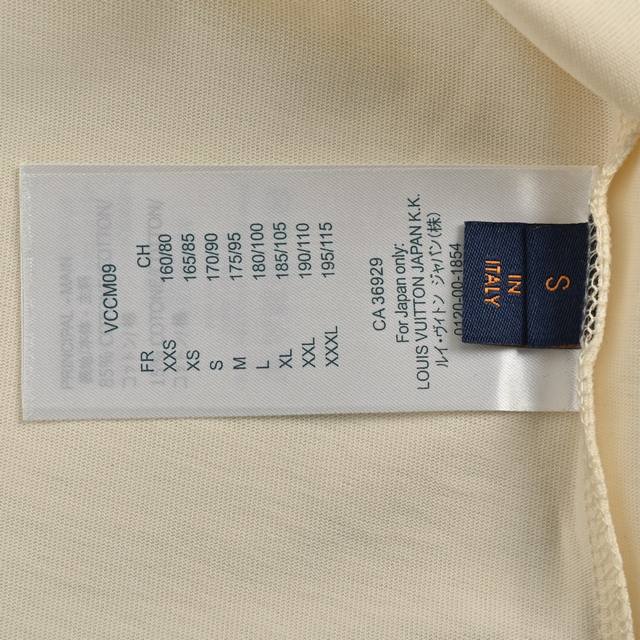 VCCM09
FR CH
XXS 160/80
XS 165/85
S 170/90
M 175/95
L 180/100
XL 185/105
XXL 190/110
XXXL 195/115
CA 36929
For Japan only:
LOUIS VUITTON JAPAN K.K.
ルイ・ヴィトン ジャパン(株)
0120-00-1854
IN
ITALY
S